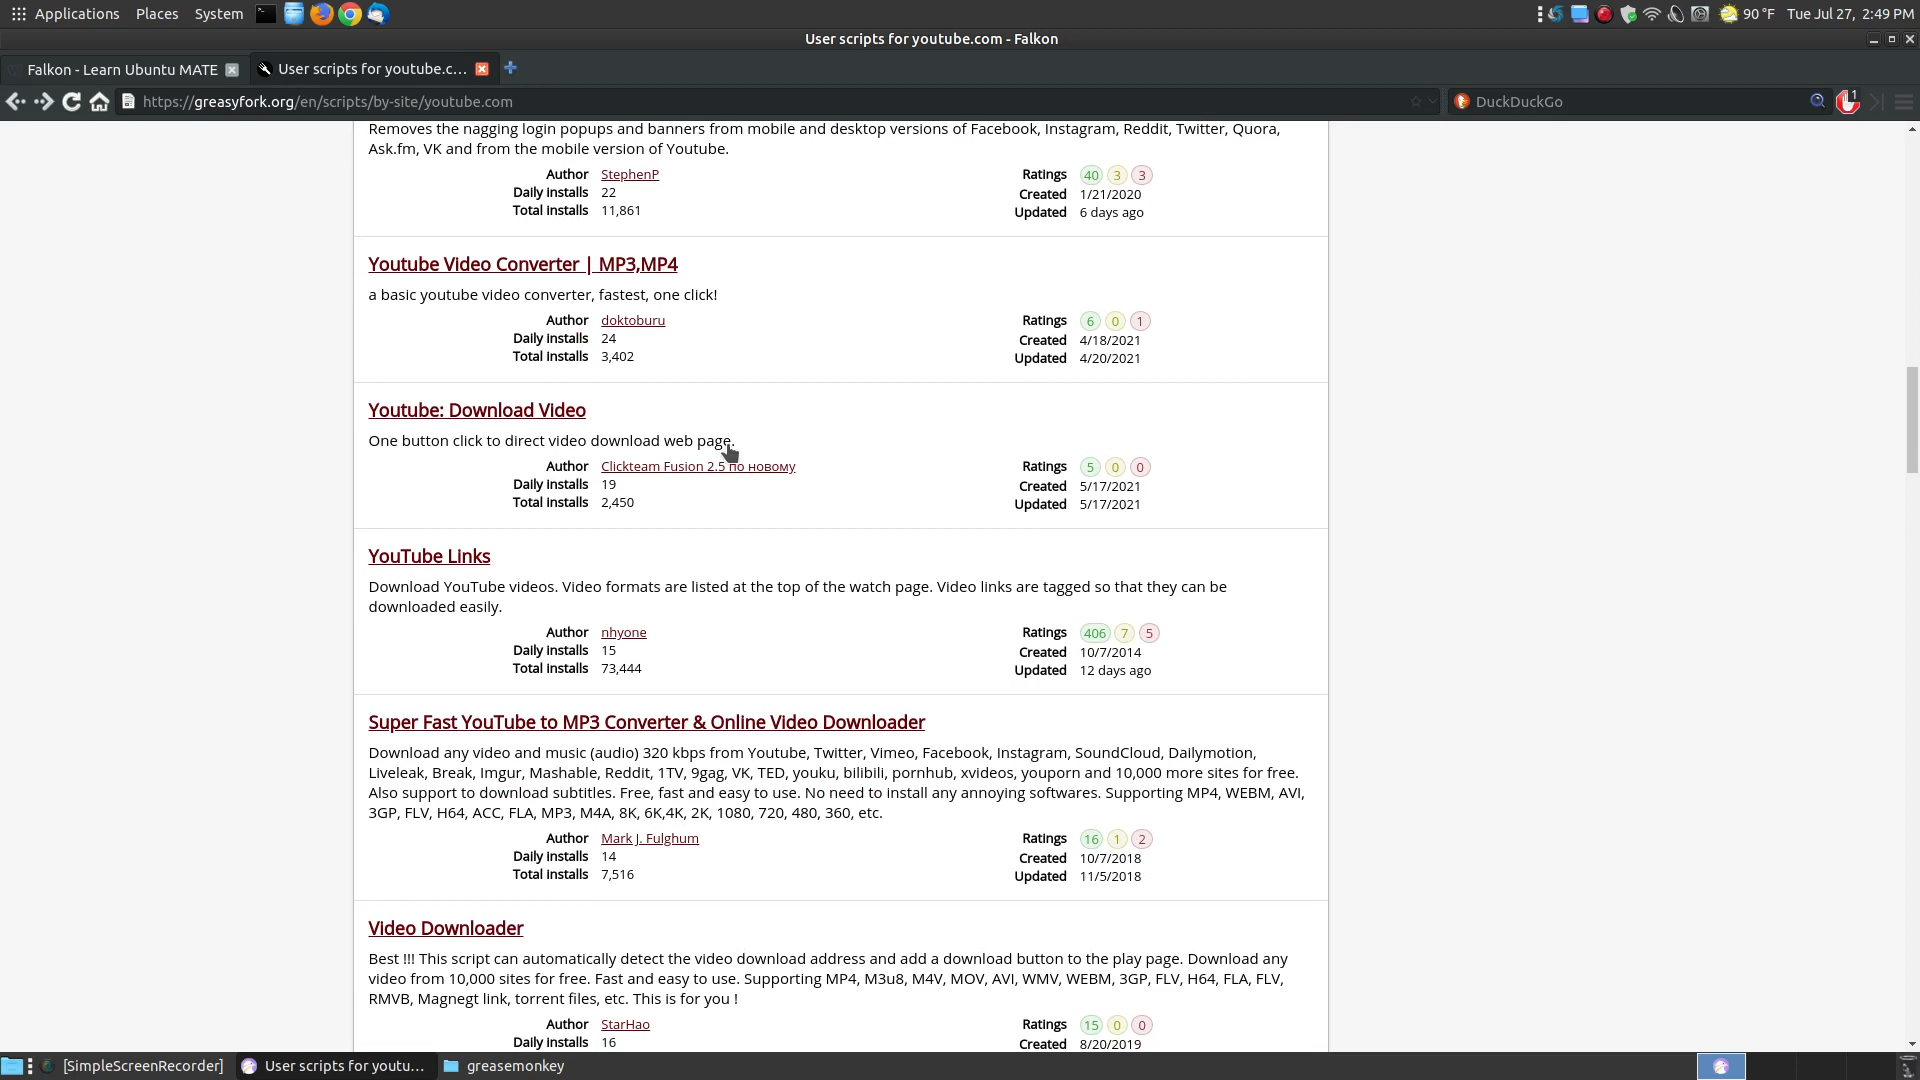 Applications Places System
90 °F Tue Jul 27, 2:49 PM
User scripts for youtube.com - Falkon
Falkon - Learn Ubuntu MATE
User scripts for youtube.c...
https://greasyfork.org/en/scripts/by-site/youtube.com
DuckDuckGo
1
Removes the nagging login popups and banners from mobile and desktop versions of Facebook, Instagram, Reddit, Twitter, Quora,
Ask.fm, VK and from the mobile version of Youtube.
Author StephenP
Daily installs 22
Total installs 11,861
Ratings 40 3 3
Created 1/21/2020
Updated 6 days ago
Youtube Video Converter | MP3,MP4
a basic youtube video converter, fastest, one click!
Author doktoburu
Daily installs 24
Total installs 3,402
Ratings 6 0 1
Created 4/18/2021
Updated 4/20/2021
Youtube: Download Video
One button click to direct video download web page.
Author Clickteam Fusion 2.5 по новому
Daily installs 19
Total installs 2,450
Ratings 5 0 0
Created 5/17/2021
Updated 5/17/2021
YouTube Links
Download YouTube videos. Video formats are listed at the top of the watch page. Video links are tagged so that they can be
downloaded easily.
Author nhyone
Daily installs 15
Total installs 73,444
Ratings 406 7 5
Created 10/7/2014
Updated 12 days ago
Super Fast YouTube to MP3 Converter & Online Video Downloader
Download any video and music (audio) 320 kbps from Youtube, Twitter, Vimeo, Facebook, Instagram, SoundCloud, Dailymotion,
Liveleak, Break, Imgur, Mashable, Reddit, 1TV, 9gag, VK, TED, youku, bilibili, pornhub, xvideos, youporn and 10,000 more sites for free.
Also support to download subtitles. Free, fast and easy to use. No need to install any annoying softwares. Supporting MP4, WEBM, AVI,
3GP, FLV, H64, ACC, FLA, MP3, M4A, 8K, 6K,4K, 2K, 1080, 720, 480, 360, etc.
Author Mark J. Fulghum
Daily installs 14
Total installs 7,516
Ratings 16 1 2
Created 10/7/2018
Updated 11/5/2018
Video Downloader
Best !!! This script can automatically detect the video download address and add a download button to the play page. Download any
video from 10,000 sites for free. Fast and easy to use. Supporting MP4, M3u8, M4V, MOV, AVI, WMV, WEBM, 3GP, FLV, H64, FLA, FLV,
RMVB, Magnegt link, torrent files, etc. This is for you !
Author StarHao
Daily installs 16
Ratings 15 0 0
Created 8/20/2019
[SimpleScreenRecorder]
User scripts for youtu...
greasemonkey